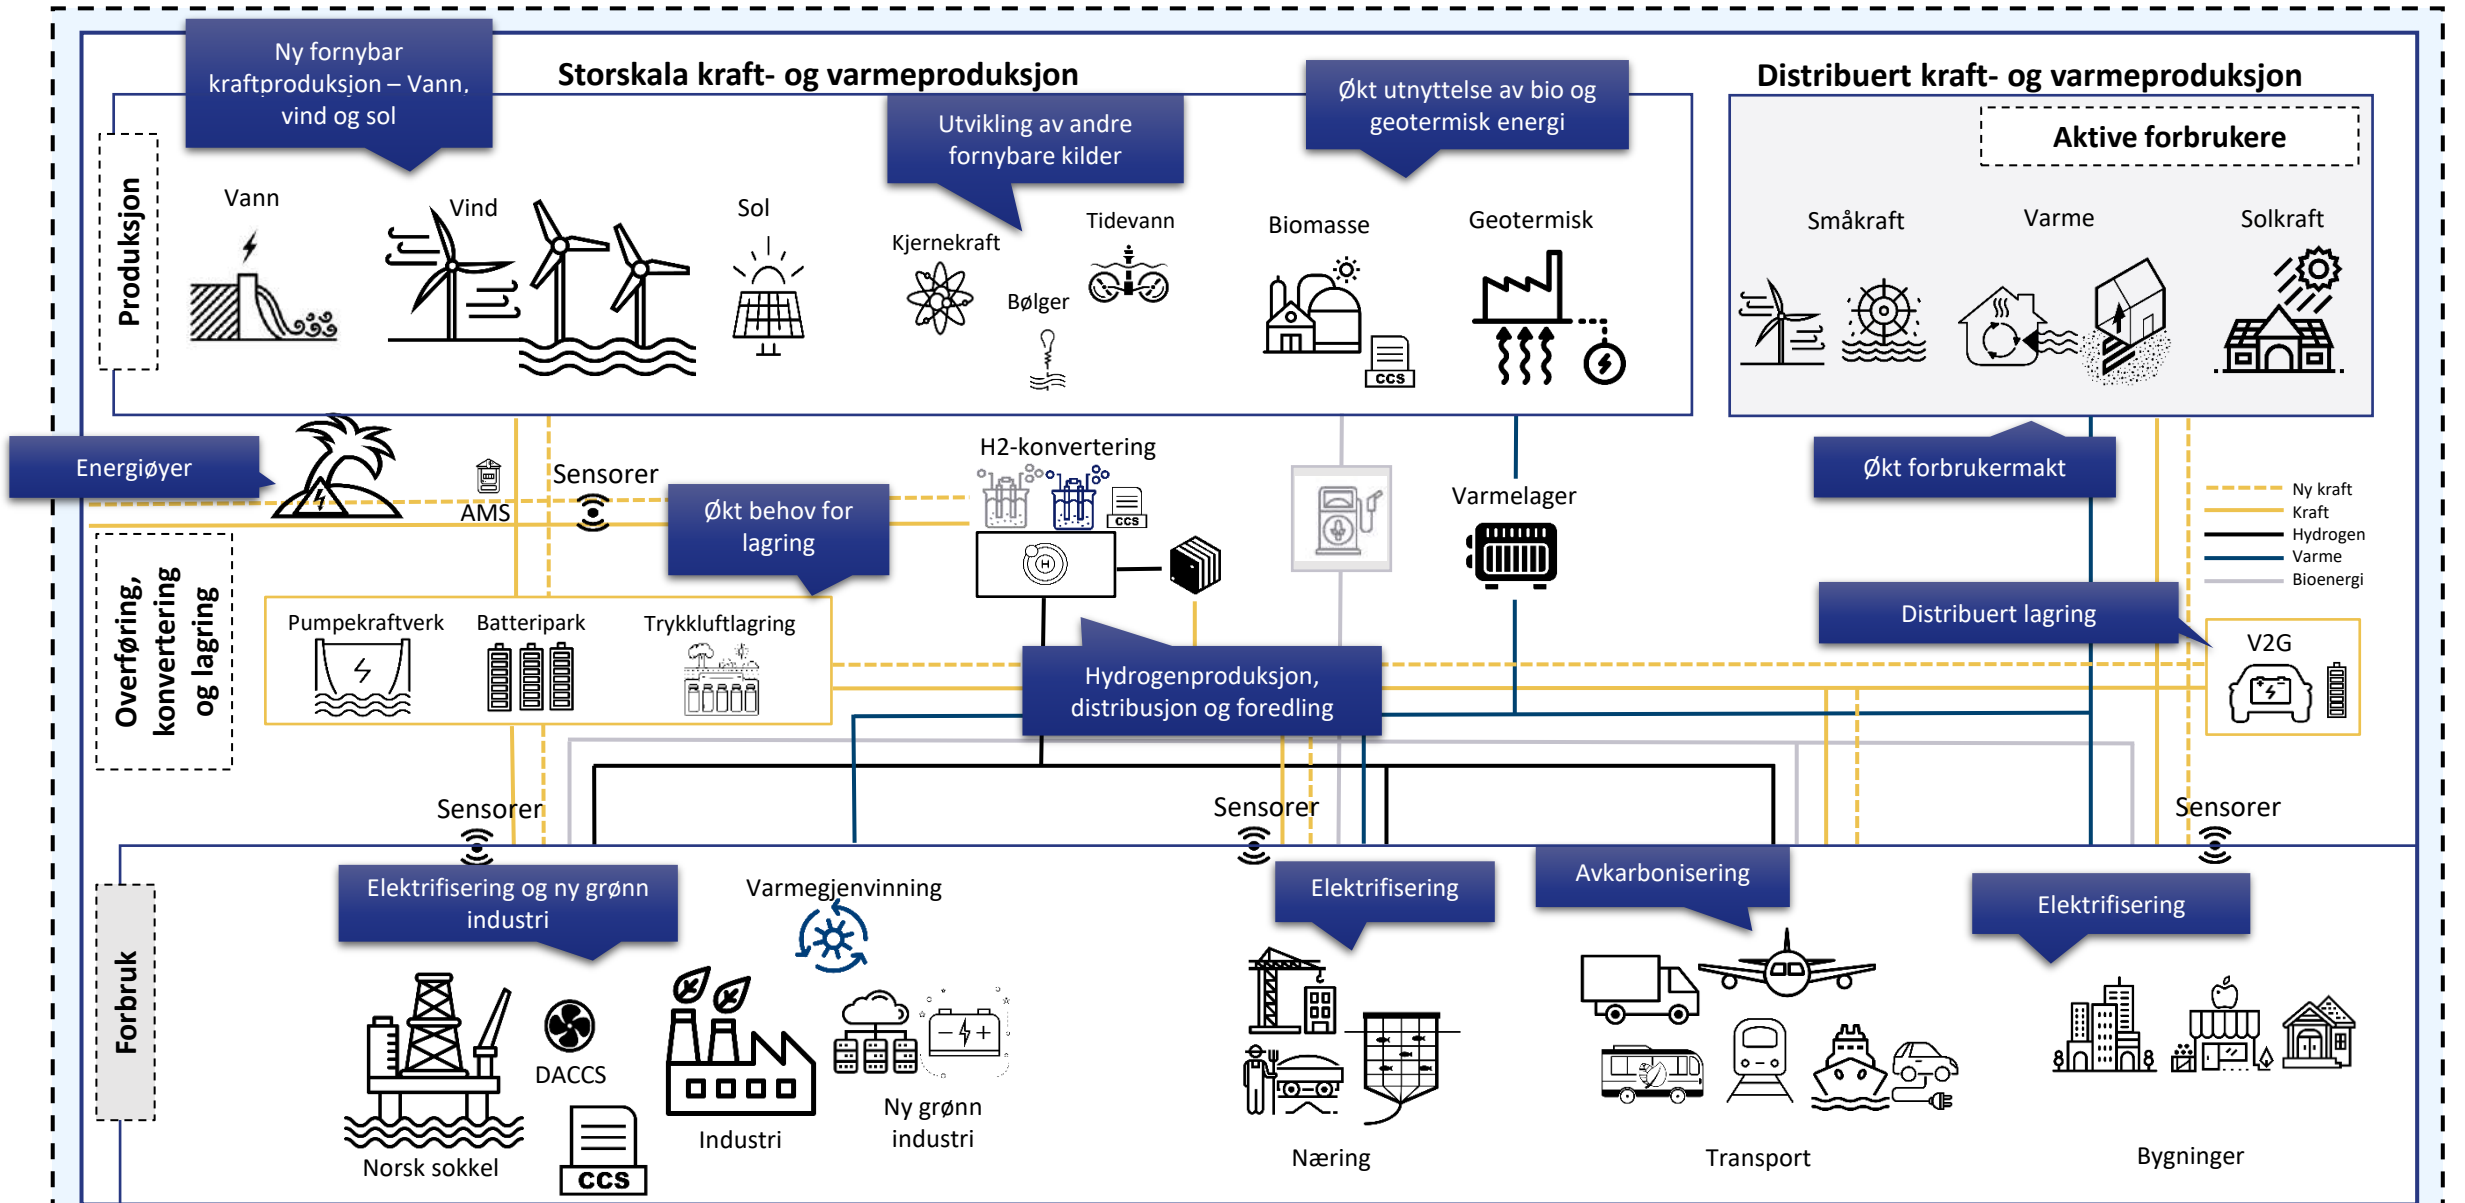 Ny fornybar
kraftproduksjon – Vann,
vind og sol
Storskala kraft- og varmeproduksjon
Utvikling av andre
fornybare kilder
Økt utnyttelse av bio og
geotermisk energi
Distribuert kraft- og varmeproduksjon
Aktive forbrukere
Produksjon
Vann
Vind
Sol
Kjernekraft
Bølger
Tidevann
Biomasse
CCS
Geotermisk
Småkraft
Varme
Solkraft
Energiøyer
AMS
Sensorer
Økt behov for
lagring
H2-konvertering
CCS
H
Varmelager
Økt forbrukermakt
Ny kraft
Kraft
Hydrogen
Varme
Bioenergi
Overføring,
konvertering
og lagring
Pumpekraftverk
Batteripark
Trykkluftlagring
Hydrogenproduksjon,
distribusjon og foredling
Distribuert lagring
V2G
Sensorer
Sensorer
Sensorer
Forbruk
Elektrifisering og ny grønn
industri
Varmegjenvinning
Elektrifisering
Avkarbonisering
Elektrifisering
Norsk sokkel
DACCS
CCS
Industri
Ny grønn
industri
Næring
Transport
Bygninger